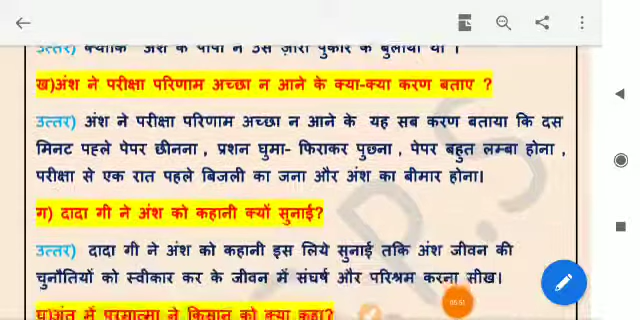 उत्तर) क्योंकि अंश के पापा ने उसे ज़ोरो पुकार के बुलाया था ।
ख)अंश ने परीक्षा परिणाम अच्छा न आने के क्या-क्या करण बताए ?
उत्तर) अंश ने परीक्षा परिणाम अच्छा न आने के यह सब करण बताया कि दस
मिनट पहले पेपर छीनना , प्रशन घुमा- फिराकर पुछना , पेपर बहुत लम्बा होना ,
परीक्षा से एक रात पहले बिजली का जना और अंश का बीमार होना।
ग) दादा गी ने अंश को कहानी क्यों सुनाई?
उत्तर) दादा गी ने अंश को कहानी इस लिये सुनाई तकि अंश जीवन की
चुनौतियों को स्वीकार कर के जीवन में संघर्ष और परिश्रम करना सीख।
घ)अंत में परमात्मा ने किसान को क्या कहा?
05:51